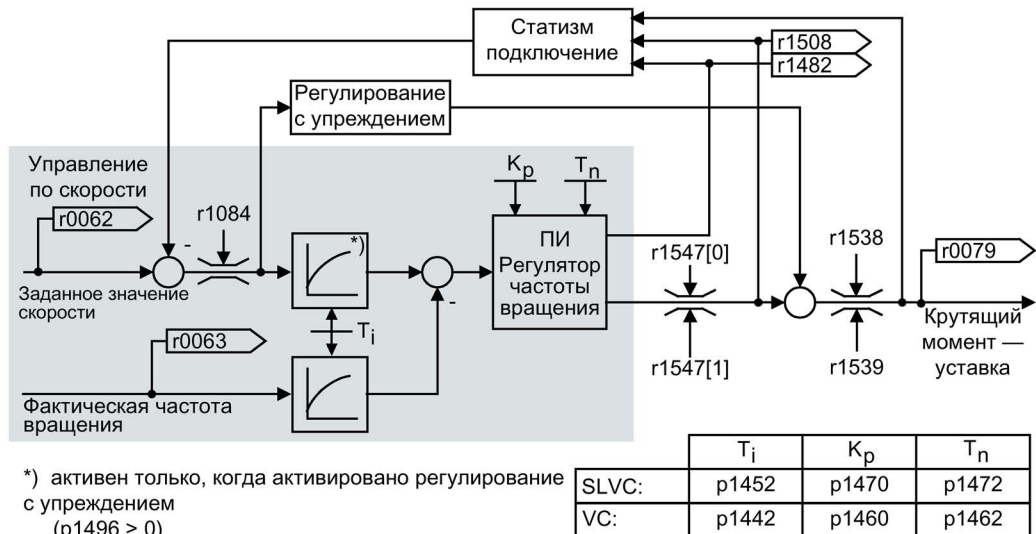 Статизм
подключение
r1508
r1482
Регулирование
с упреждением
Управление
по скорости
r0062
r1084
*)
Kp
Tn
ПИ
Регулятор
частоты
вращения
r1547[0]
r1538
r0079
Заданное значение
скорости
Ti
r0063
r1547[1]
r1539
Крутящий
момент —
уставка
Фактическая частота
вращения
*) активен только, когда активировано регулирование
с упреждением
(p1496 > 0)
Ti Kp Tn
SLVC: p1452 p1470 p1472
VC: p1442 p1460 p1462